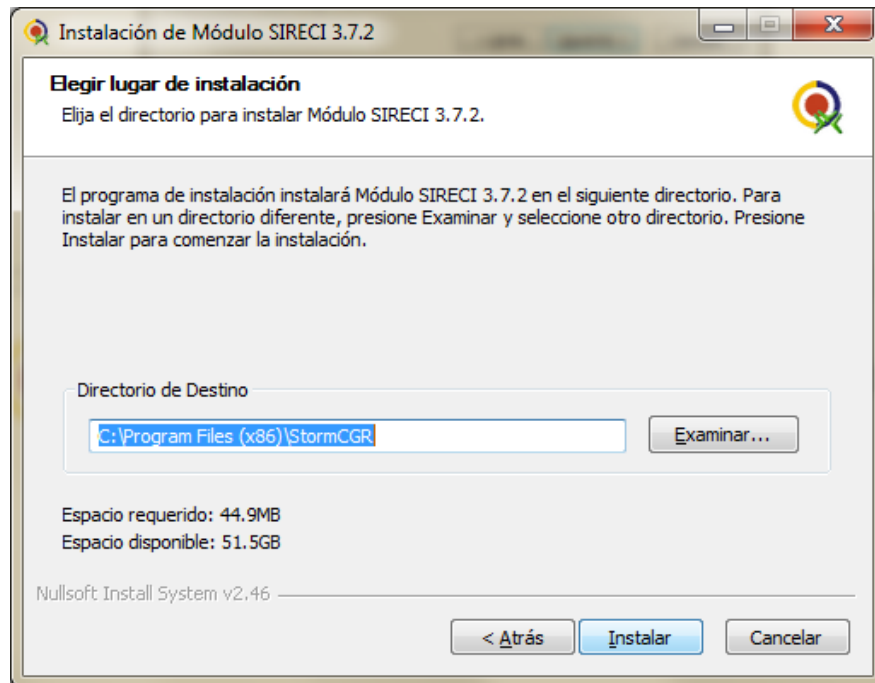 Instalación de Módulo SIRECI 3.7.2
Elegir lugar de instalación
Elija el directorio para instalar Módulo SIRECI 3.7.2.
El programa de instalación instalará Módulo SIRECI 3.7.2 en el siguiente directorio. Para
instalar en un directorio diferente, presione Examinar y seleccione otro directorio. Presione
Instalar para comenzar la instalación.
Directorio de Destino
C:\Program Files (x86)\StormCGR
Examinar...
Espacio requerido: 44.9MB
Espacio disponible: 51.5GB
Nullsoft Install System v2.46
< Atrás
Instalar
Cancelar